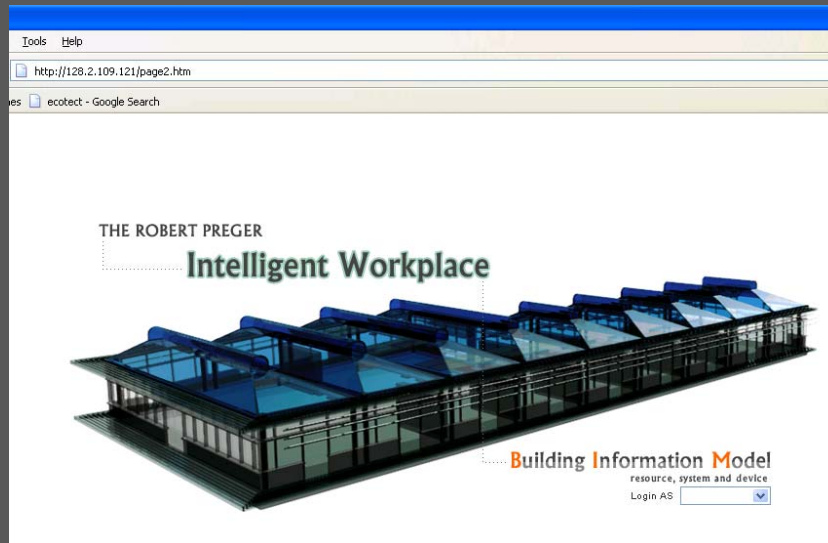 Tools Help
http://128.2.109.121/page2.htm
nes ecotect - Google Search
THE ROBERT PREGER
Intelligent Workplace
Building Information Model
resource, system and device
Login AS